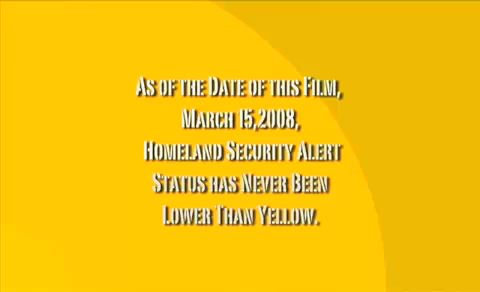 As of the Date of this Film,
March 15,2008,
Homeland Security Alert
Status has Never Been
Lower Than Yellow.